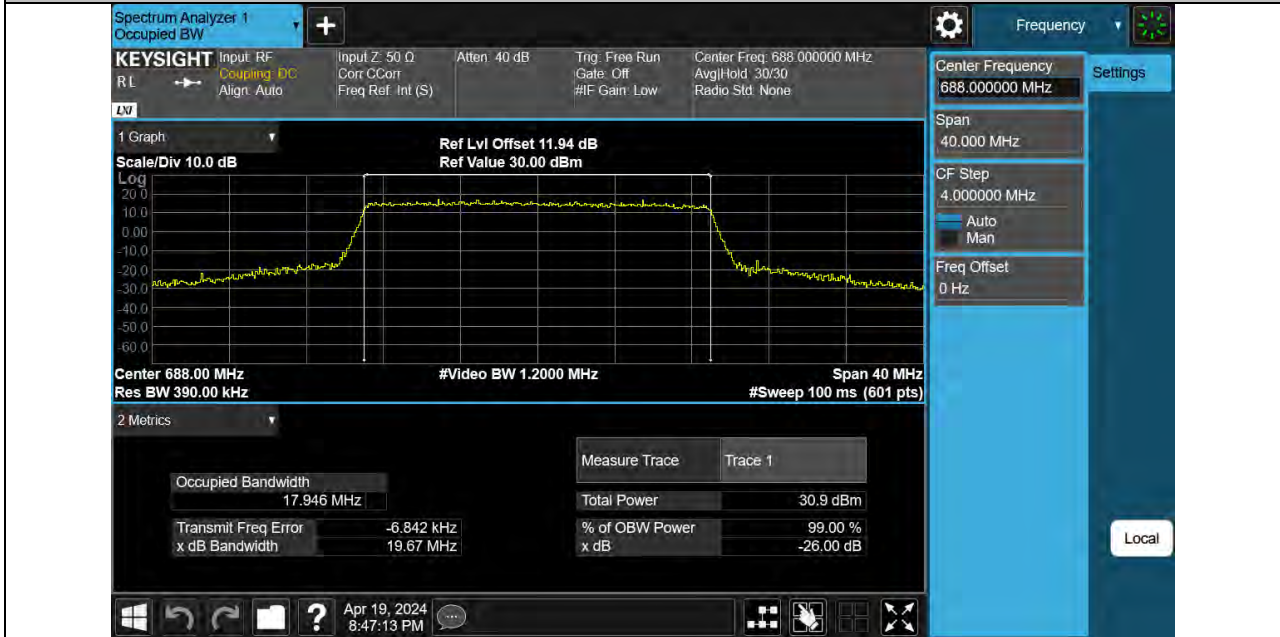 Spectrum Analyzer 1
Occupied BW
Frequency
KEYSIGHT
RL
LXI
Input: RF
Coupling: DC
Align: Auto
Input Z: 50 Ω
Corr CCorr
Freq Ref: Int (S)
Atten: 40 dB
Trig: Free Run
Gate: Off
#IF Gain: Low
Center Freq: 688.000000 MHz
Avg|Hold: 30/30
Radio Std: None
Center Frequency
688.000000 MHz
Settings
Span
40.000 MHz
CF Step
4.000000 MHz
Auto
Man
Freq Offset
0 Hz
Local
1 Graph
Scale/Div 10.0 dB
Ref Lvl Offset 11.94 dB
Ref Value 30.00 dBm
Log
20.0
10.0
0.00
-10.0
-20.0
-30.0
-40.0
-50.0
-60.0
Center 688.00 MHz
#Video BW 1.2000 MHz
Span 40 MHz
Res BW 390.00 kHz
#Sweep 100 ms (601 pts)
2 Metrics
Measure Trace Trace 1
Occupied Bandwidth
17.946 MHz
Total Power 30.9 dBm
Transmit Freq Error -6.842 kHz
% of OBW Power 99.00 %
x dB Bandwidth 19.67 MHz
x dB -26.00 dB
?
Apr 19, 2024
8:47:13 PM